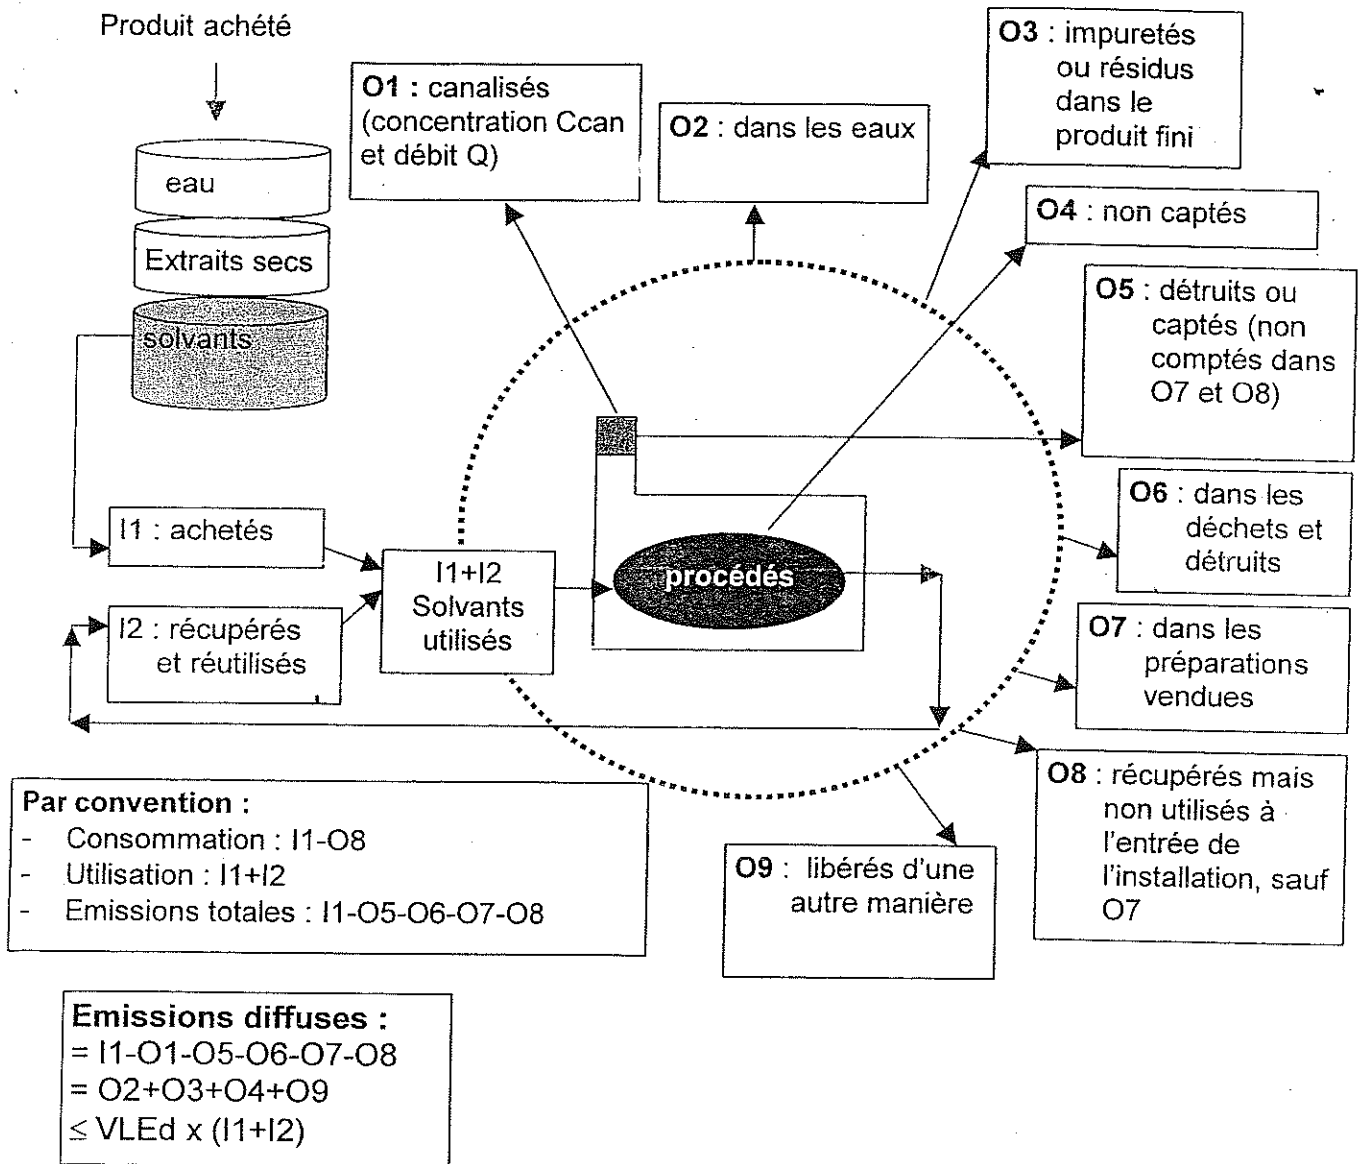 Produit achété
eau
Extraits secs
solvants
O1 : canalisés
(concentration Ccan
et débit Q)
O2 : dans les eaux
O3 : impuretés
ou résidus
dans le
produit fini
O4 : non captés
O5 : détruits ou
captés (non
comptés dans
O7 et O8)
O6 : dans les
déchets et
détruits
O7 : dans les
préparations
vendues
O8 : récupérés mais
non utilisés à
l'entrée de
l'installation, sauf
O7
O9 : libérés d'une
autre manière
I1 : achetés
I2 : récupérés
et réutilisés
I1+I2
Solvants
utilisés
procédés
Par convention :
- Consommation : I1-O8
- Utilisation : I1+I2
- Emissions totales : I1-O5-O6-O7-O8
Emissions diffuses :
= I1-O1-O5-O6-O7-O8
= O2+O3+O4+O9
≤ VLEd x (I1+I2)